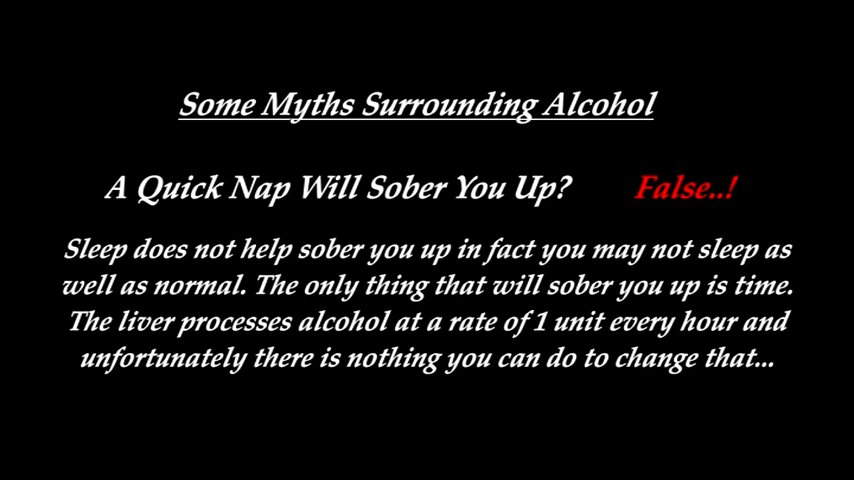 Some Myths Surrounding Alcohol
A Quick Nap Will Sober You Up? False..!
Sleep does not help sober you up in fact you may not sleep as
well as normal. The only thing that will sober you up is time.
The liver processes alcohol at a rate of 1 unit every hour and
unfortunately there is nothing you can do to change that...